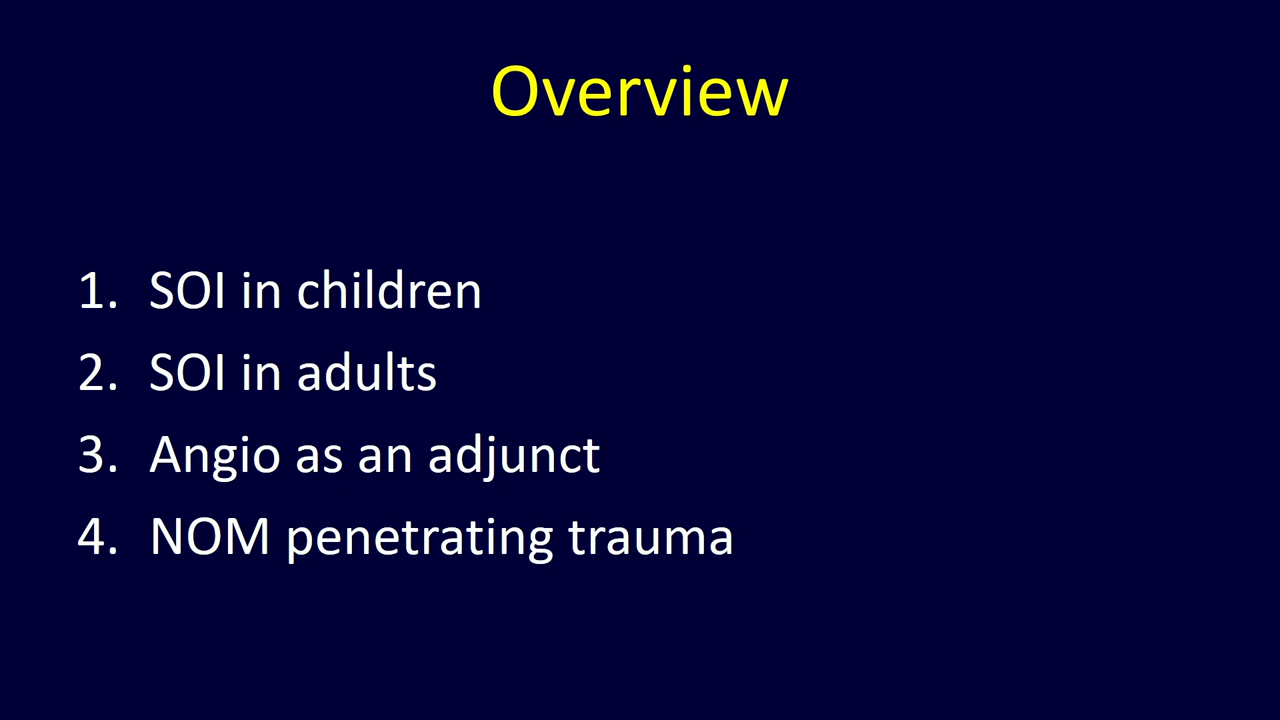 Overview
1. SOI in children
2. SOI in adults
3. Angio as an adjunct
4. NOM penetrating trauma